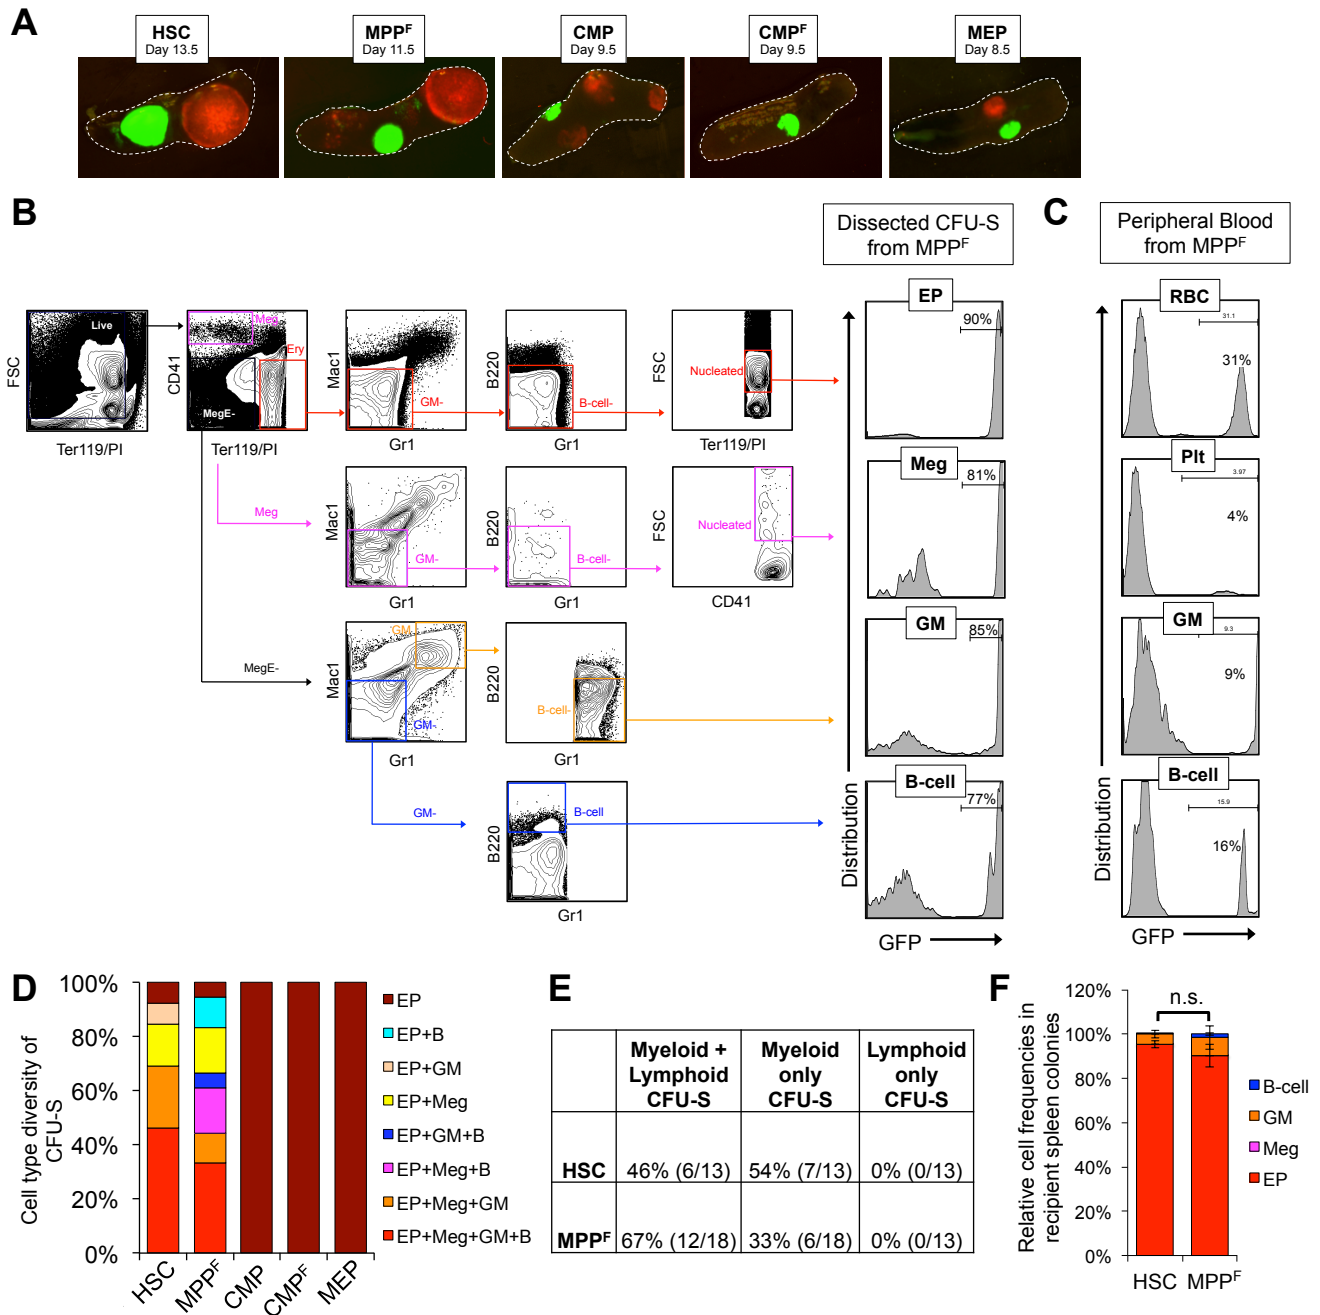 A
HSC
Day 13.5
MPPF
Day 11.5
CMP
Day 9.5
CMPF
Day 9.5
MEP
Day 8.5
B
Dissected CFU-S
from MPPF
C
Peripheral Blood
from MPPF
Live
FSC
Ter119/PI
Meg
Ery
MegE-
CD41
Ter119/PI
Mac1
GM-
Gr1
B220
B-cell-
Gr1
FSC
Nucleated
Ter119/PI
EP
90%
RBC
31.1
31%
Meg
Mac1
GM-
Gr1
B220
B-cell-
Gr1
FSC
Nucleated
CD41
Meg
81%
Plt
3.97
4%
MegE-
Mac1
GM
GM-
Gr1
B220
B-cell-
Gr1
GM
85%
GM
9.3
9%
GM-
B220
B-cell
Gr1
B-cell
77%
B-cell
15.9
16%
Distribution
GFP
Distribution
GFP
D
Cell type diversity of
CFU-S
100%
80%
60%
40%
20%
0%
HSC
MPPF
CMP
CMPF
MEP
EP
EP+B
EP+GM
EP+Meg
EP+GM+B
EP+Meg+B
EP+Meg+GM
EP+Meg+GM+B
E
Myeloid +
Lymphoid
CFU-S
Myeloid
only
CFU-S
Lymphoid
only
CFU-S
HSC
46% (6/13)
54% (7/13)
0% (0/13)
MPPF
67% (12/18)
33% (6/18)
0% (0/13)
F
Relative cell frequencies in
recipient spleen colonies
120%
100%
80%
60%
40%
20%
0%
n.s.
HSC
MPPF
B-cell
GM
Meg
EP